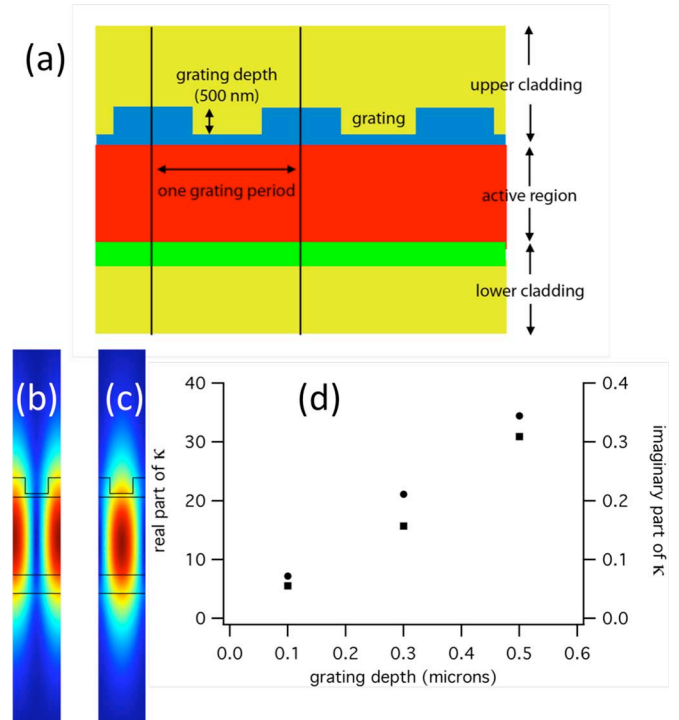 (a)
grating depth
(500 nm)
grating
upper cladding
one grating period
active region
lower cladding
(b)
(c)
(d)
40
30
20
10
0
real part of κ
0.4
0.3
0.2
0.1
0.0
imaginary part of κ
0.0 0.1 0.2 0.3 0.4 0.5 0.6
grating depth (microns)